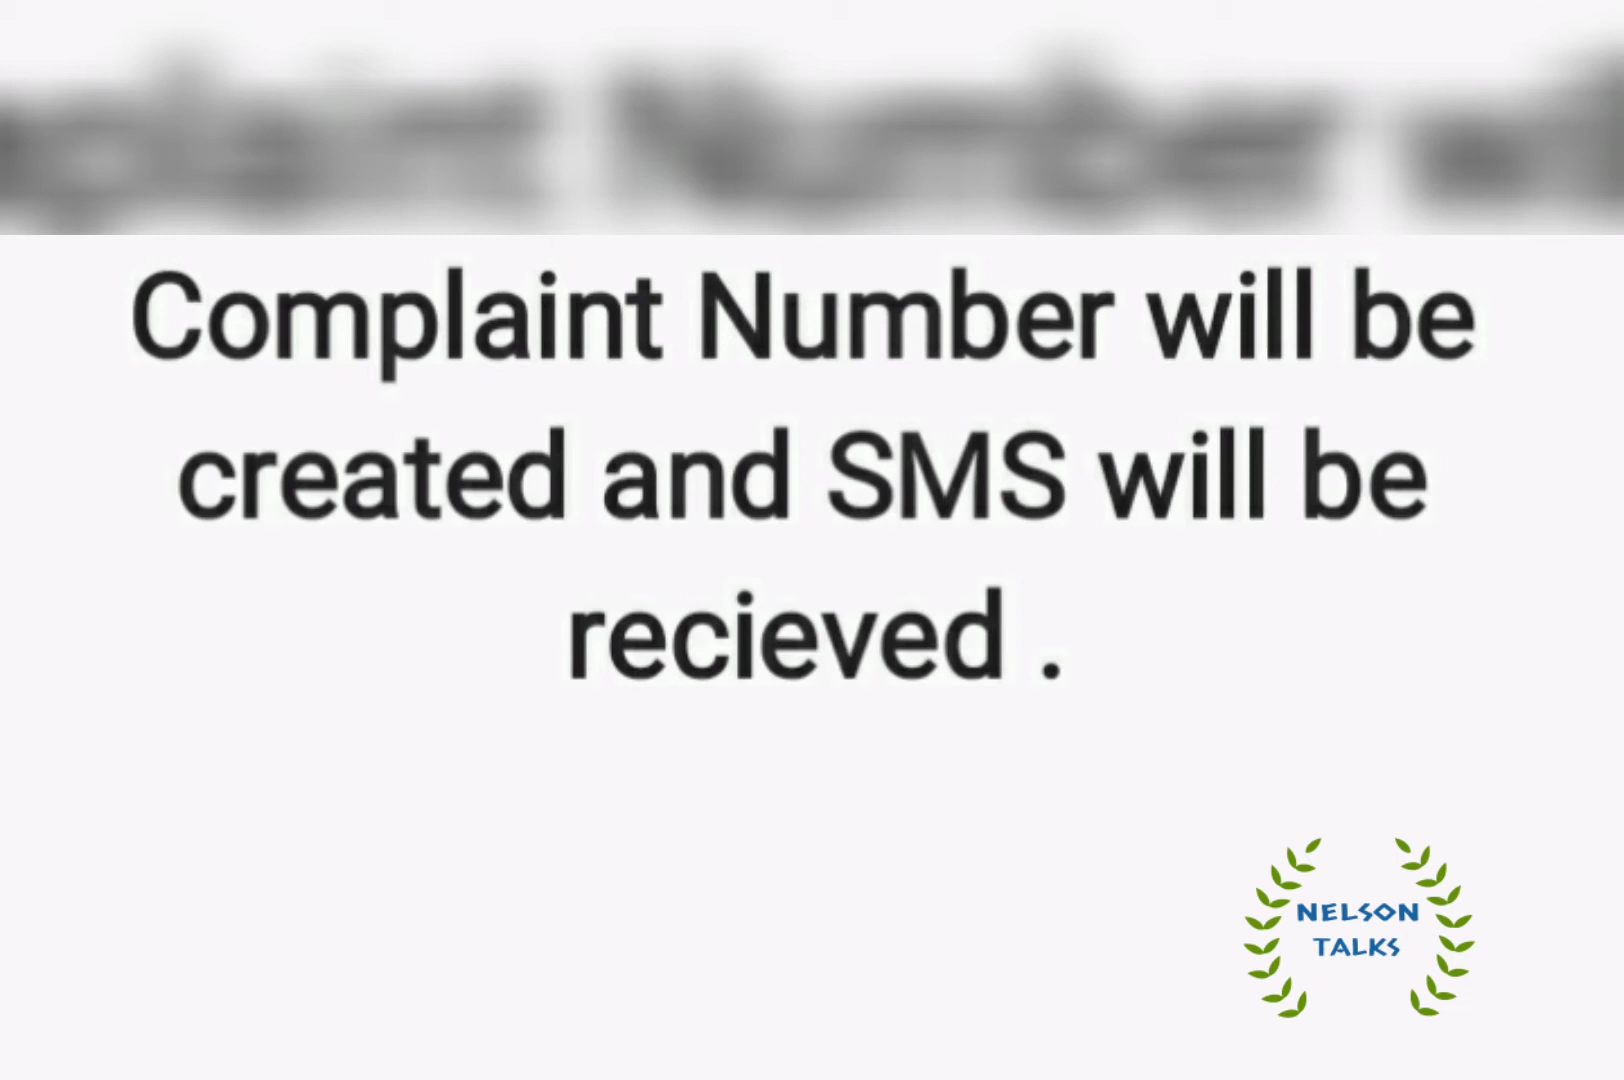 Complaint Number will be
created and SMS will be
recieved .
NELSON
TALKS